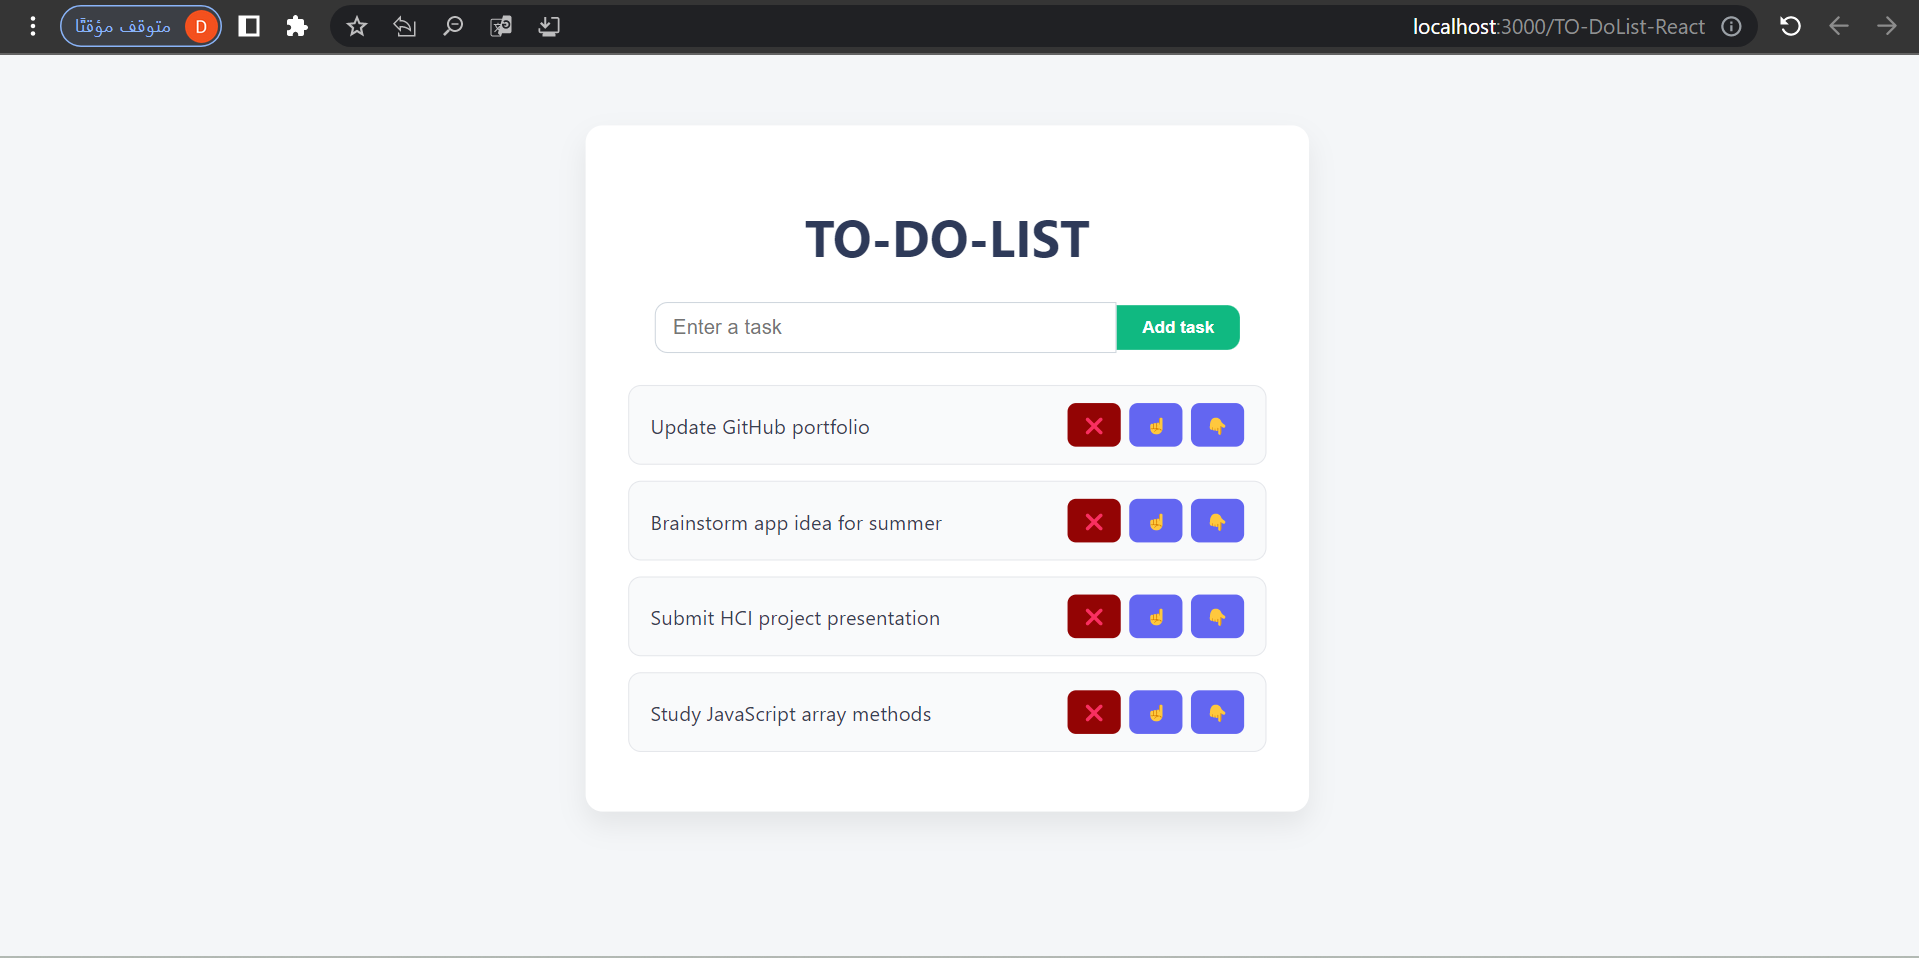 متوقف مؤقتًا D
localhost:3000/TO-DoList-React
TO-DO-LIST
Enter a task
Add task
Update GitHub portfolio
Brainstorm app idea for summer
Submit HCI project presentation
Study JavaScript array methods